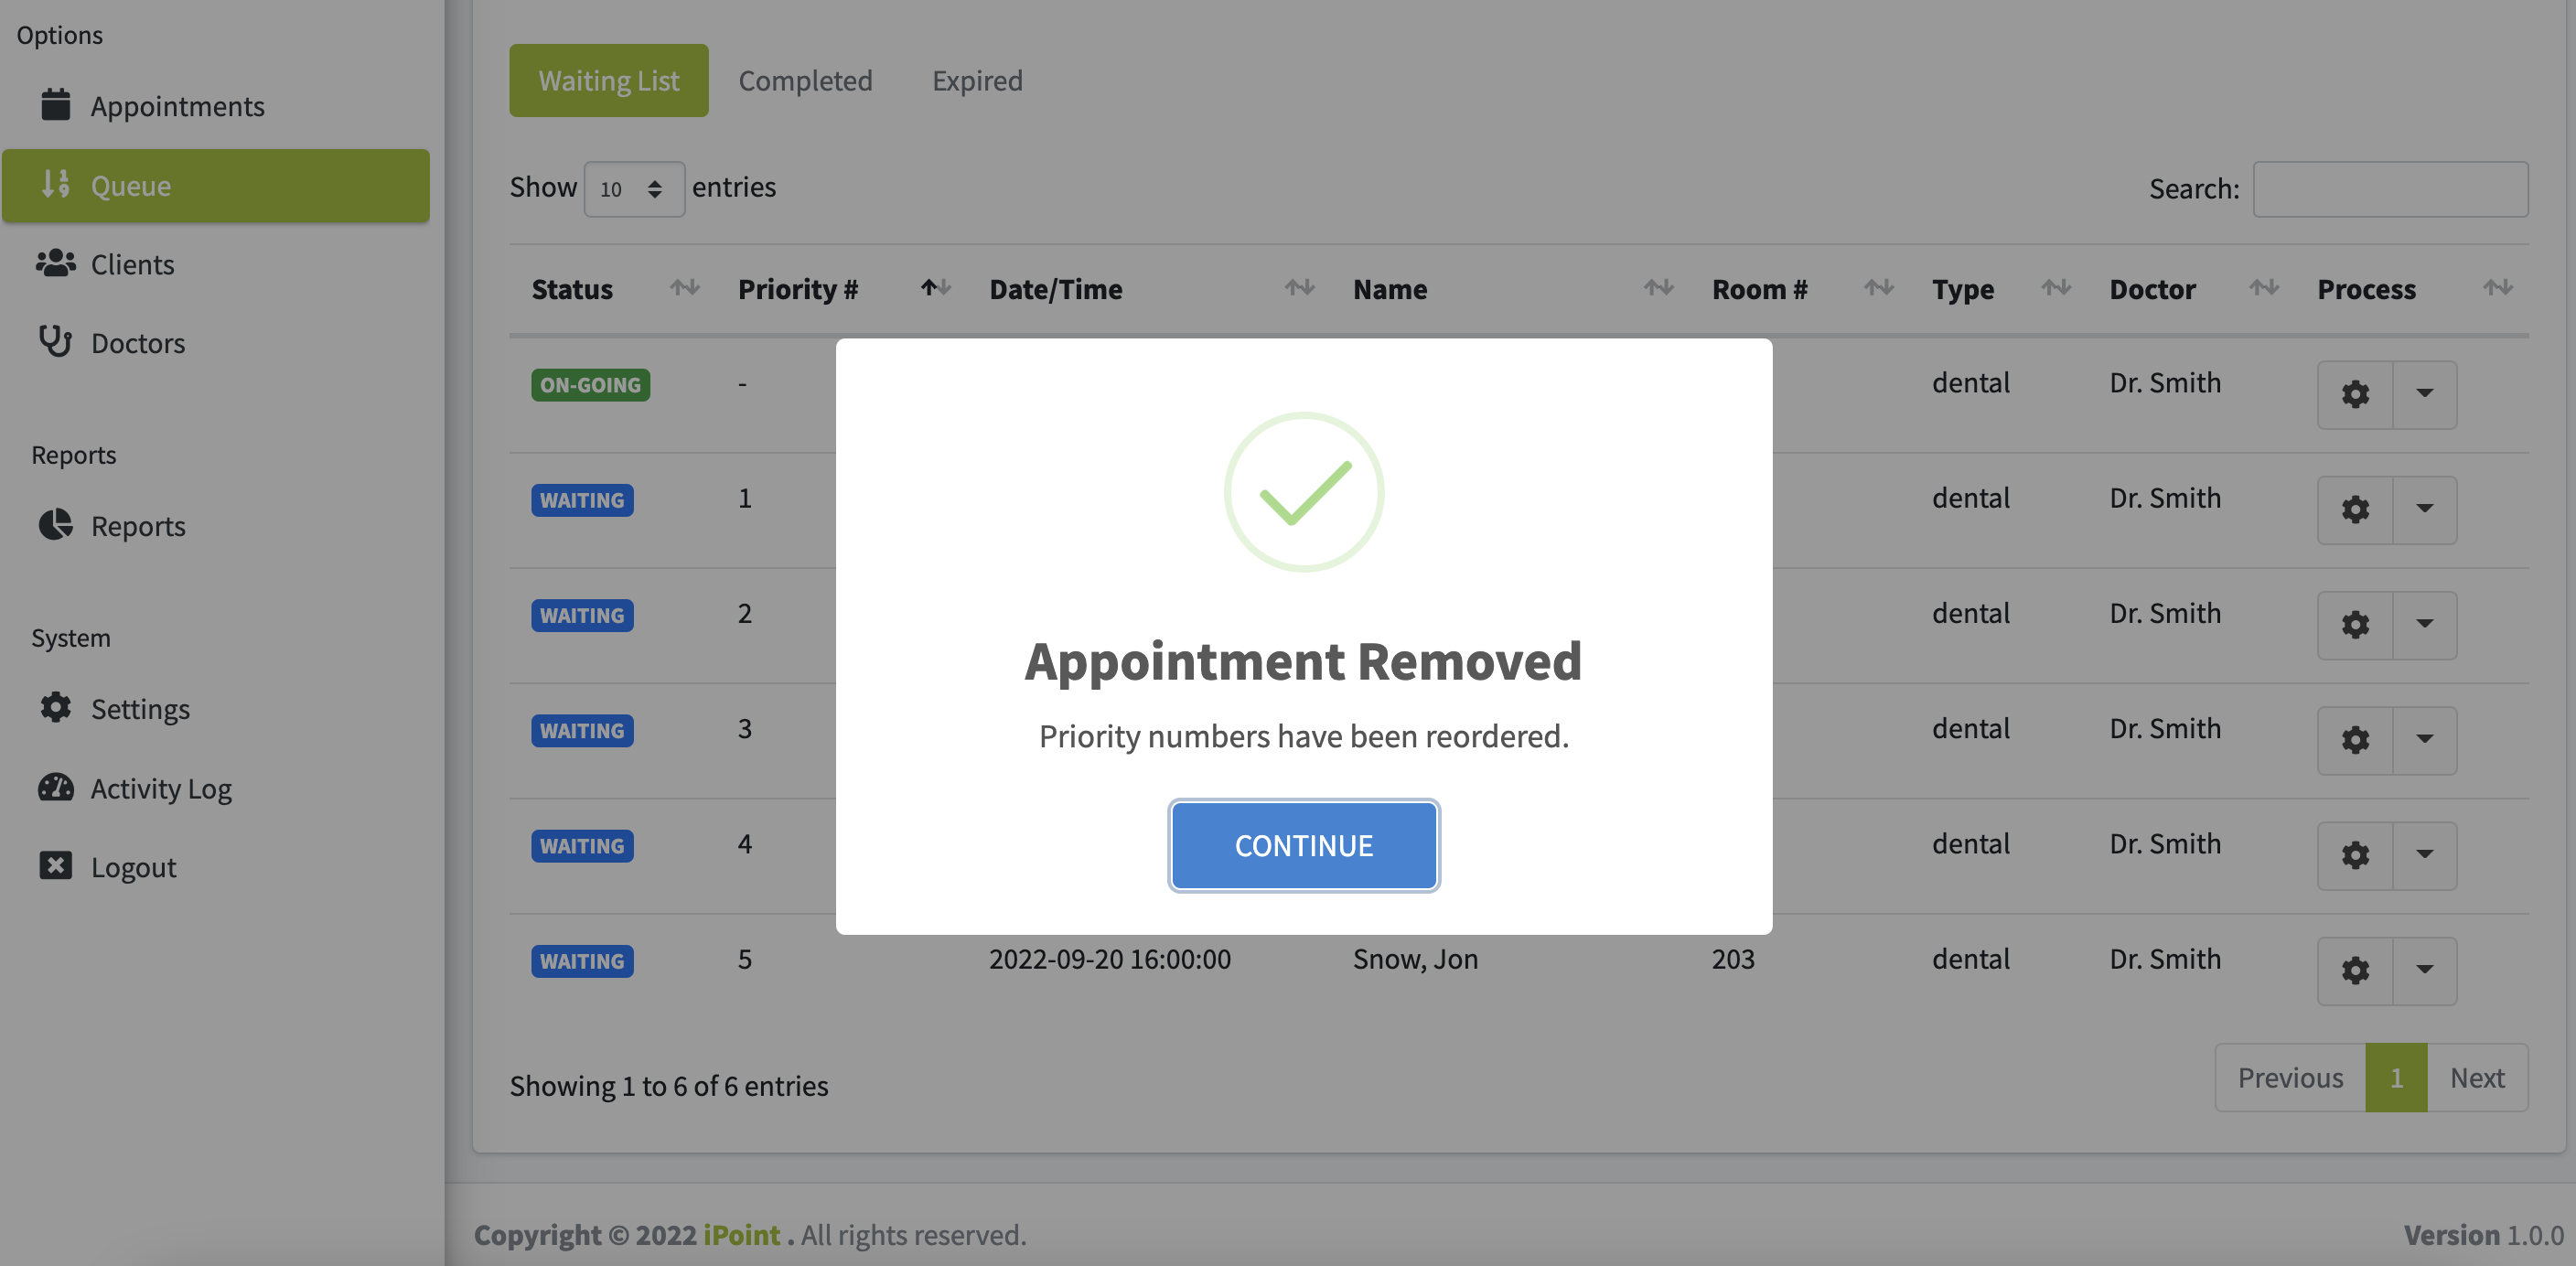 Options
Appointments
Queue
Clients
Doctors
Reports
Reports
System
Settings
Activity Log
Logout
Waiting List Completed Expired
Show 10 entries Search:
Status Priority # Date/Time Name Room # Type Doctor Process
ON-GOING - dental Dr. Smith
WAITING 1 dental Dr. Smith
WAITING 2 dental Dr. Smith
WAITING 3 dental Dr. Smith
WAITING 4 dental Dr. Smith
WAITING 5 2022-09-20 16:00:00 Snow, Jon 203 dental Dr. Smith
Appointment Removed
Priority numbers have been reordered.
CONTINUE
Showing 1 to 6 of 6 entries
Previous 1 Next
Copyright © 2022 iPoint . All rights reserved.
Version 1.0.0